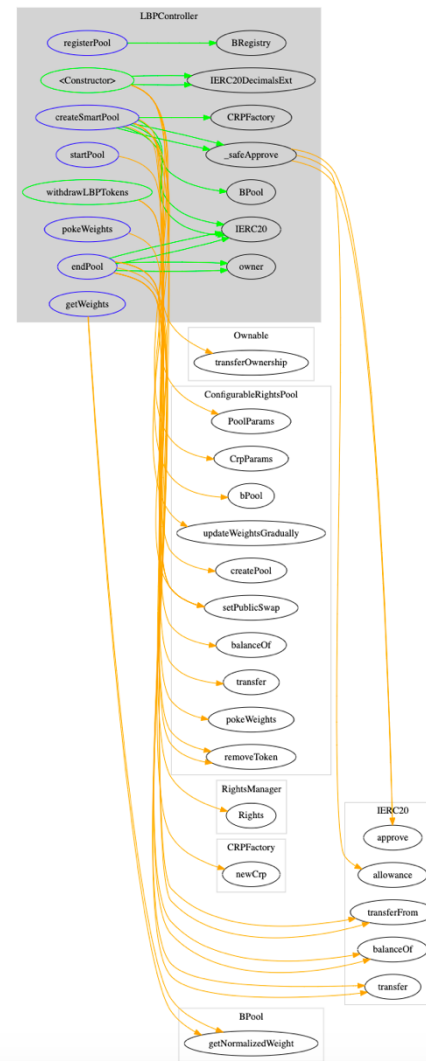 LBPController
registerPool
BRegistry
<Constructor>
IERC20DecimalsExt
createSmartPool
CRPFactory
startPool
_safeApprove
withdrawLBPTokens
BPool
pokeWeights
IERC20
endPool
owner
getWeights
Ownable
transferOwnership
ConfigurableRightsPool
PoolParams
CrpParams
bPool
updateWeightsGradually
createPool
setPublicSwap
balanceOf
transfer
pokeWeights
removeToken
RightsManager
Rights
CRPFactory
newCrp
IERC20
approve
allowance
transferFrom
balanceOf
transfer
BPool
getNormalizedWeight